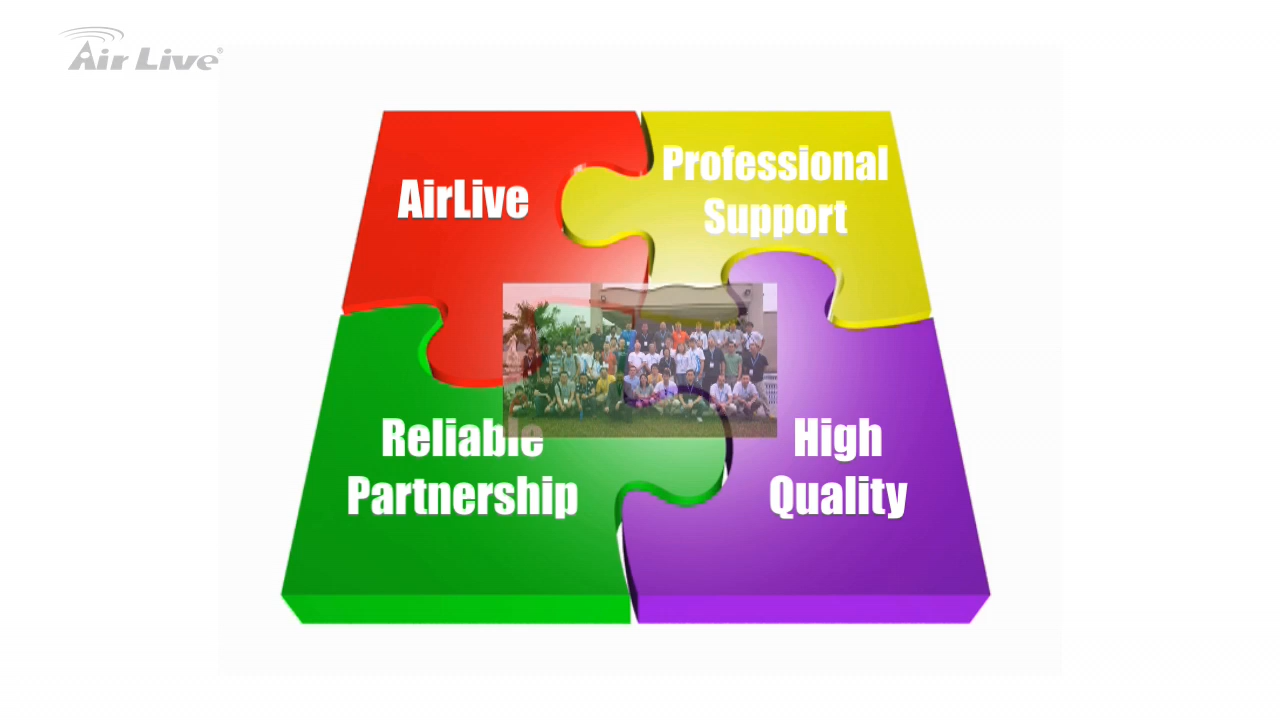 Air Live®
AirLive
Professional
Support
Reliable
Partnership
High
Quality